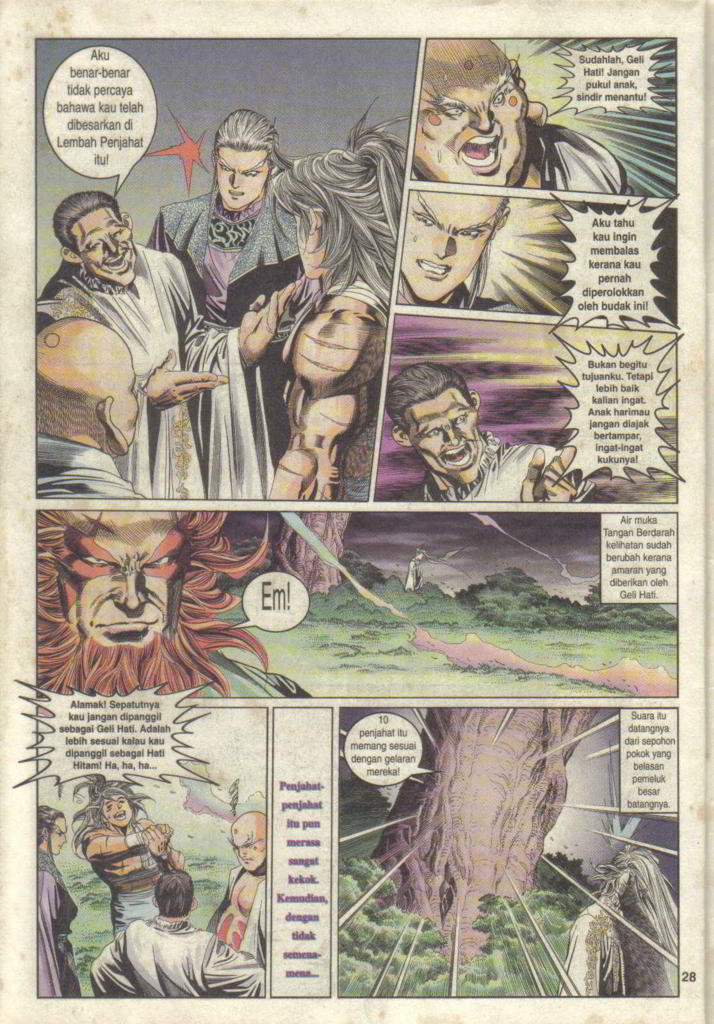 Aku
benar-benar
tidak percaya
bahawa kau telah
dibesarkan di
Lembah Penjahat
itu!
Sudahlah, Geli
Hati! Jangan
pukul anak,
sindir menantu!
Aku tahu
kau ingin
membalas
kerana kau
pernah
diperolokkan
oleh budak ini!
Bukan begitu
tujuanku. Tetapi
lebih baik
kalian ingat.
Anak harimau
jangan diajak
bertampar,
ingat-ingat
kukunya!
Em!
Air muka
Tangan Berdarah
kelihatan sudah
berubah kerana
amaran yang
diberikan oleh
Geli Hati.
Alamak! Sepatutnya
kau jangan dipanggil
sebagai Geli Hati. Adalah
lebih sesuai kalau kau
dipanggil sebagai Hati
Hitam! Ha, ha, ha...
Penjahat-
penjahat
itu pun
merasa
sangat
kekok.
Kemudian,
dengan
tidak
semena-
mena...
10
penjahat itu
memang sesuai
dengan gelaran
mereka!
Suara itu
datangnya
dari sepohon
pokok yang
belasan
pemeluk
besar
batangnya.
28